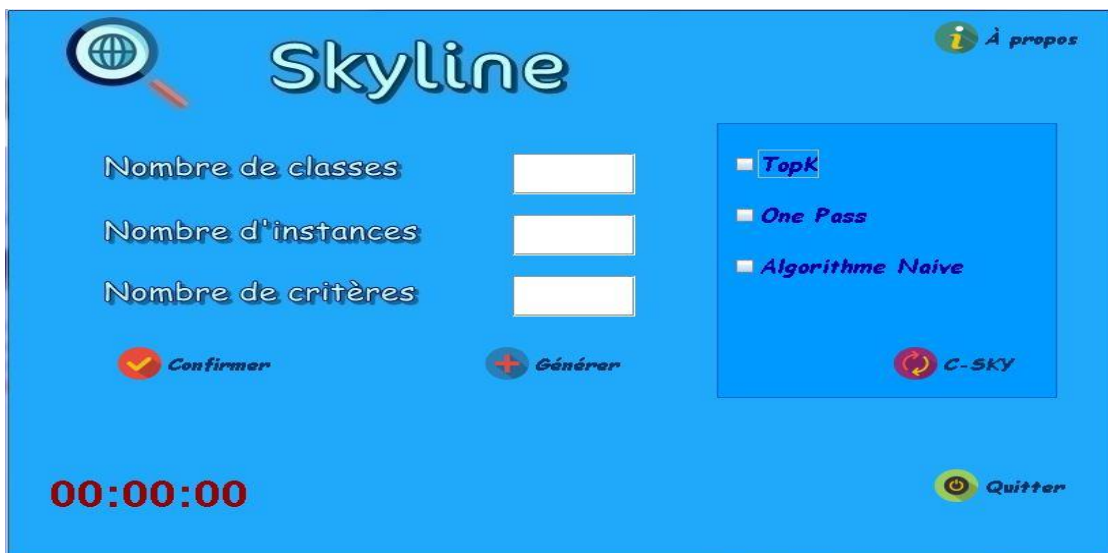 Skyline
À propos
Nombre de classes
Nombre d'instances
Nombre de critères
Confirmer
Générer
TopK
One Pass
Algorithme Naive
C-SKY
00:00:00
Quitter